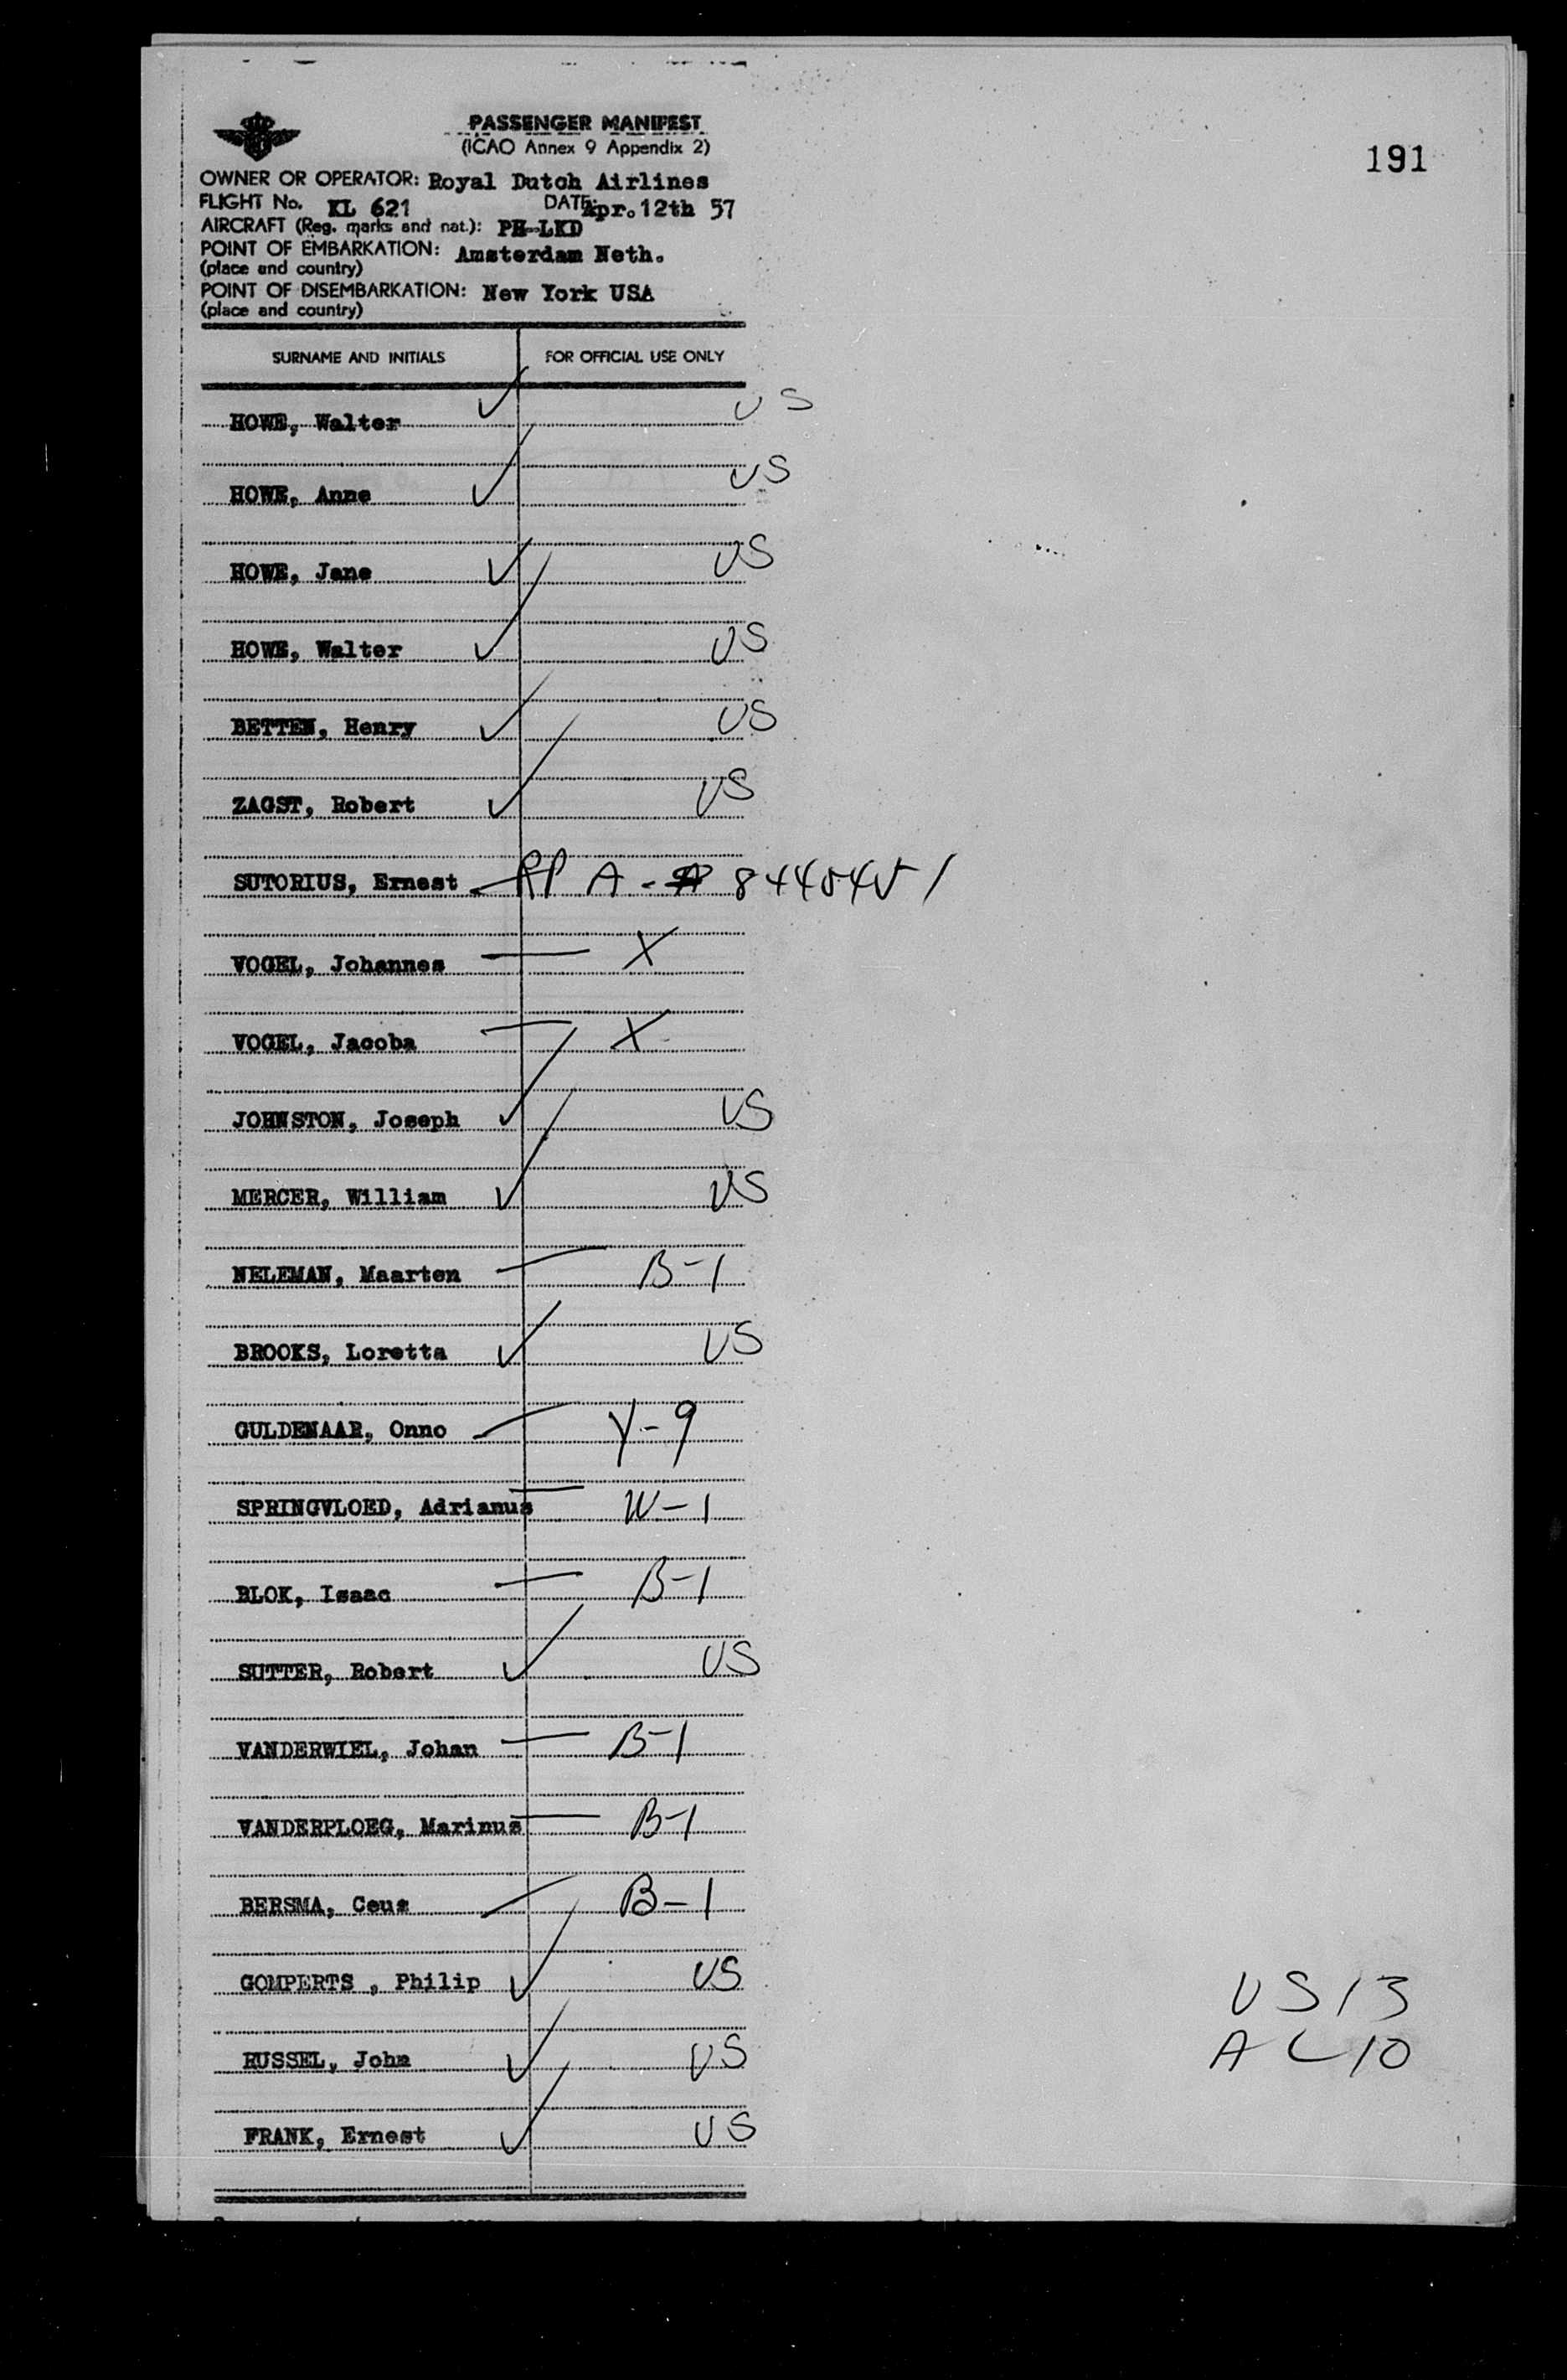 PASSENGER MANIFEST
(ICAO Annex 9 Appendix 2)
191
OWNER OR OPERATOR: Royal Dutch Airlines
FLIGHT No. KL 621 DATE: Apr. 12th 57
AIRCRAFT (Reg. marks and nat.): PH-LKD
POINT OF EMBARKATION: Amsterdam Neth.
(place and country)
POINT OF DISEMBARKATION: New York USA
(place and country)
SURNAME AND INITIALS FOR OFFICIAL USE ONLY
HOWE, Walter US
HOWE, Anne US
HOWE, Jane US
HOWE, Walter US
BETTEN, Henry US
ZAGST, Robert US
SUTORIUS, Ernest RP A-
VOGEL, Johannes X
VOGEL, Jacoba X
JOHNSTON, Joseph US
MERCER, William US
NELEMAN, Maarten B-1
BROOKS, Loretta US
GULDENAAR, Onno Y-9
SPRINGVLOED, Adrianus W-1
BLOK, Isaac B-1
SUTTER, Robert US
VANDERWIEL, Johan B-1
VANDERPLOEG, Marinus B-1
BERSMA, Ceus B-1
GOMPERTS , Philip US
RUSSEL, John US
FRANK, Ernest US
US 13
AL 10